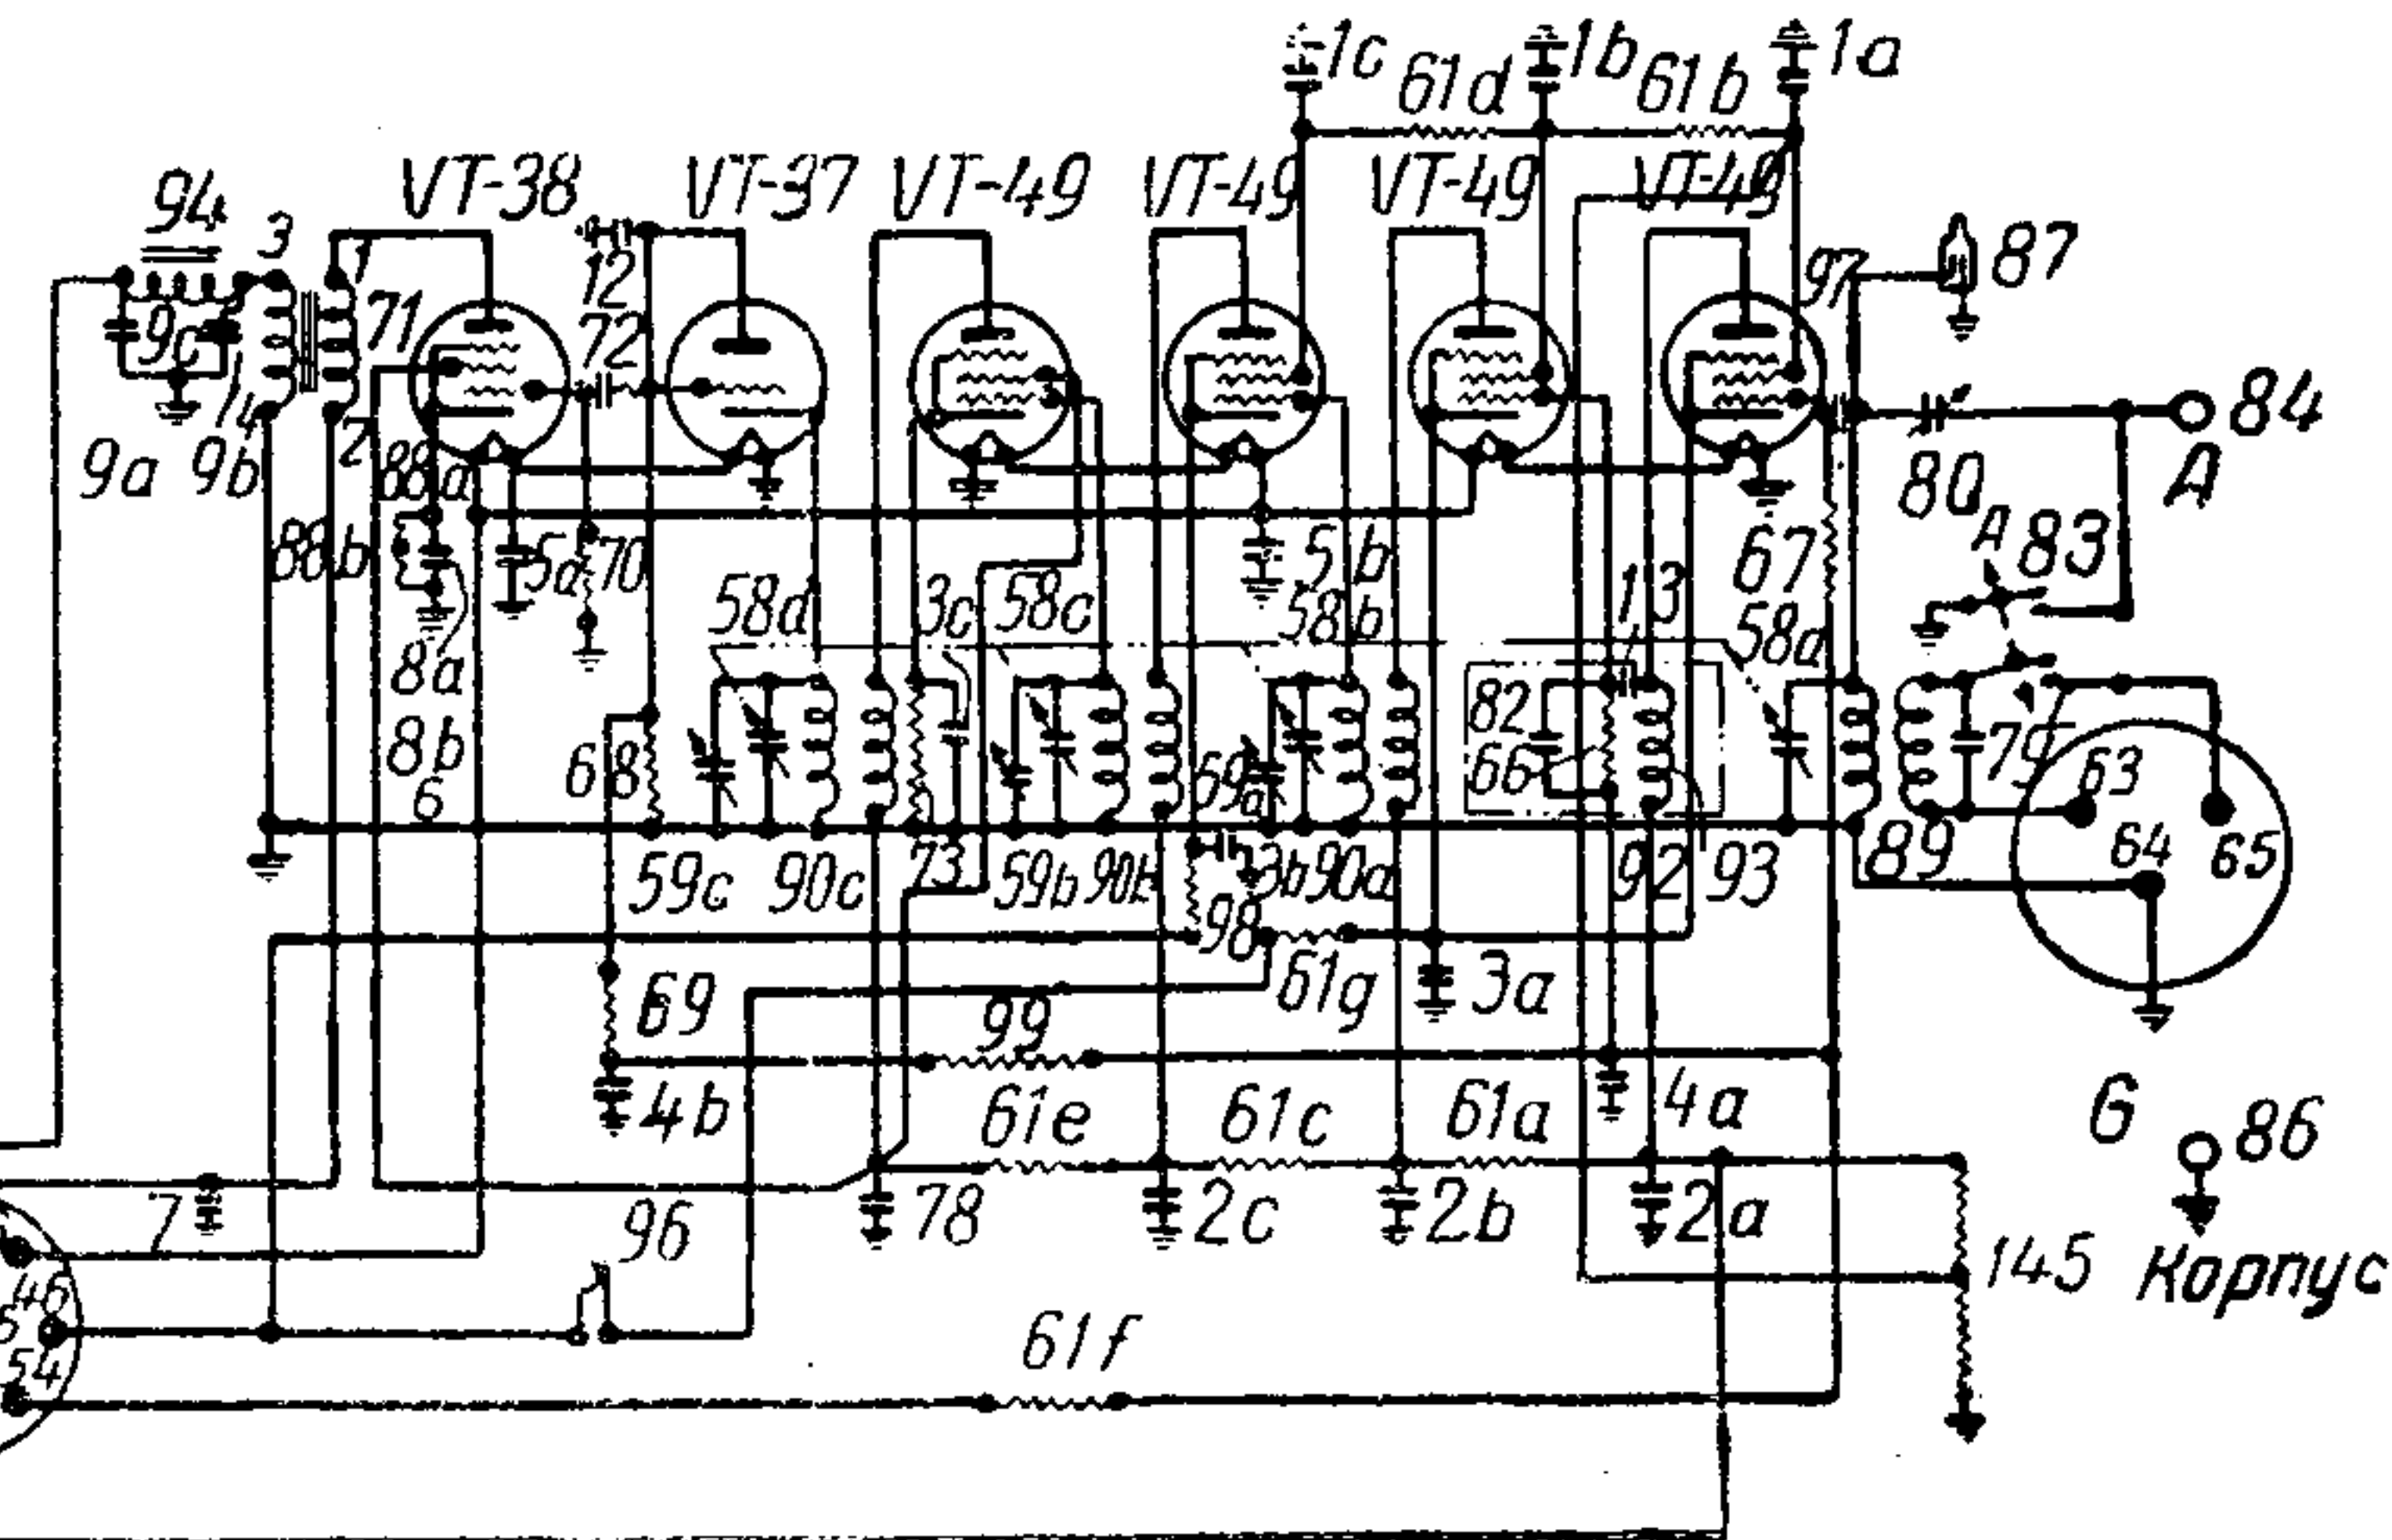 1c 61d 1b 61b 1a
94 3 VT-38 VT-37 VT-49 VT-49 VT-49 VT-49
1 12 97 87
9c 71 72
14 2 84
9a 9b 88a 80 A
88b 5a 70 5b 67 A 83
58d 3c 58c 58b 13 58a
8a 82 79
8b 68 59a 66 63
6 64 65
59c 90c 73 59b 90b 3b 90a 92 93 89
98
69 99 61g 3a
4b 61e 61c 61a 4a G 86
7 96 78 2c 2b 2a 145 Корпус
46
54 61f